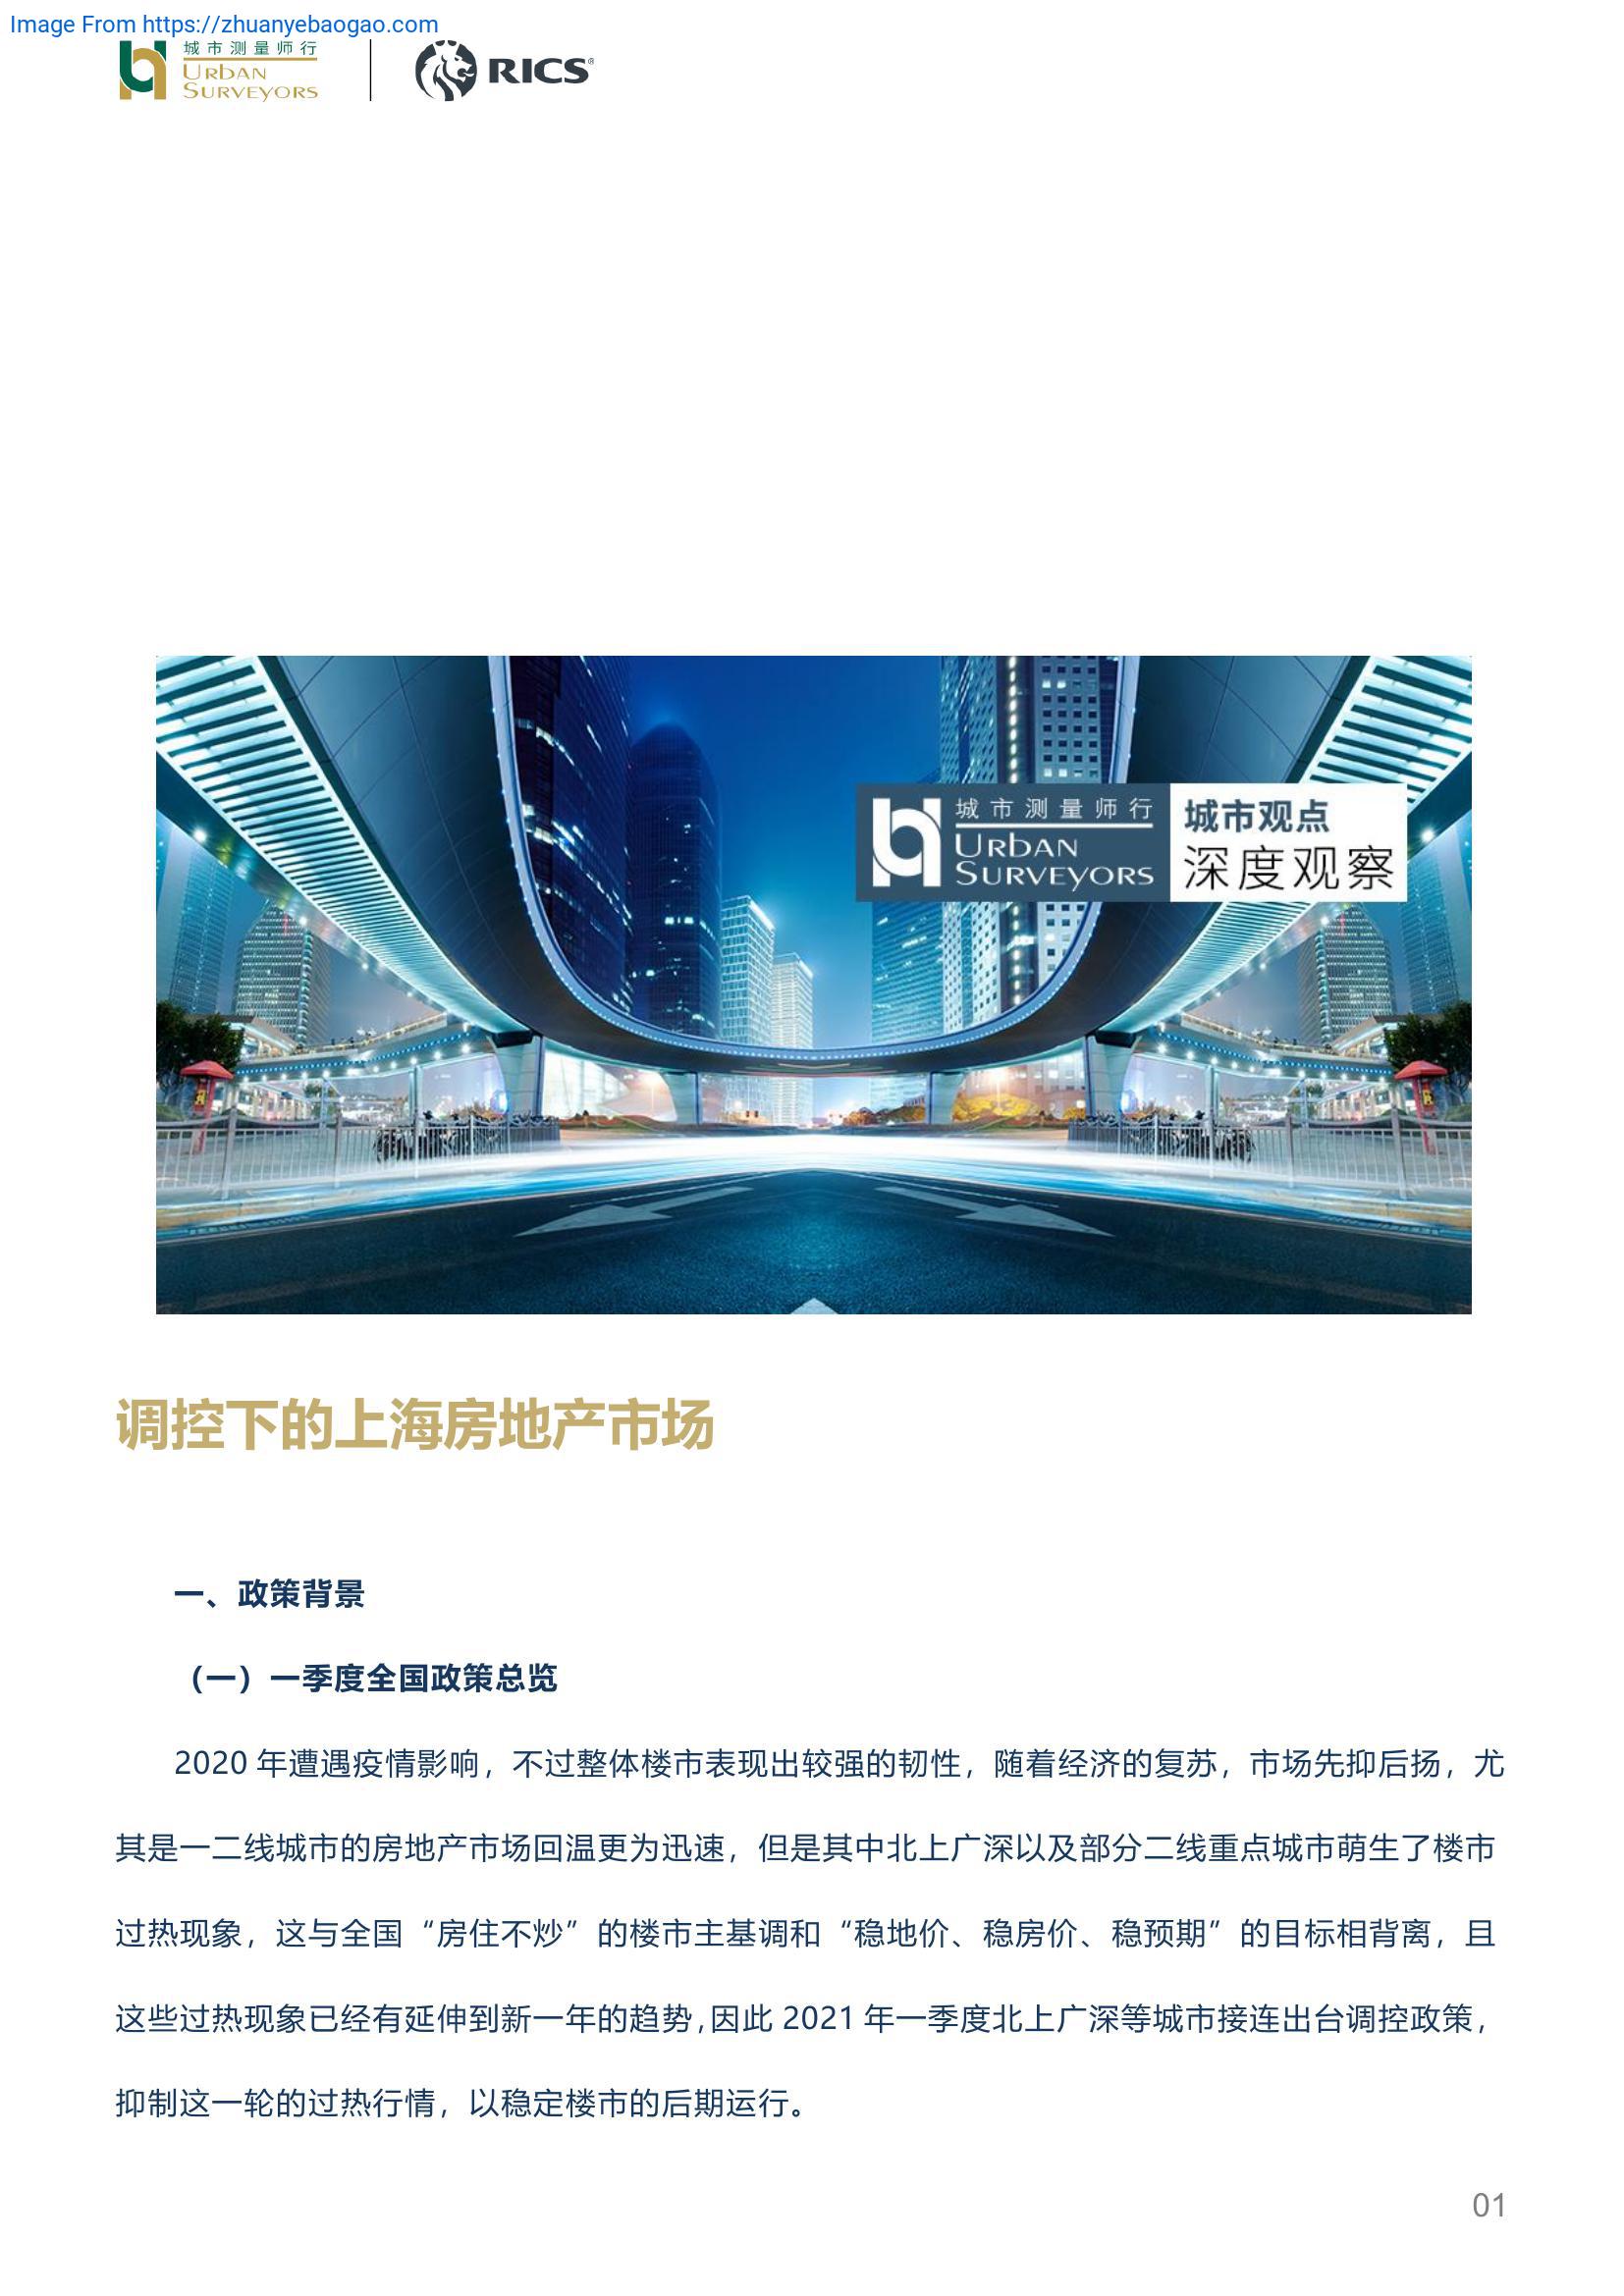 Image From https://zhuanyebaogao.com
城市测量师行
URBAN
SURVEYORS
RICS®
城市测量师行
URBAN
SURVEYORS
城市观点
深度观察
调控下的上海房地产市场
一、政策背景
（一）一季度全国政策总览
2020 年遭遇疫情影响，不过整体楼市表现出较强的韧性，随着经济的复苏，市场先抑后扬，尤
其是一二线城市的房地产市场回温更为迅速，但是其中北上广深以及部分二线重点城市萌生了楼市
过热现象，这与全国“房住不炒”的楼市主基调和“稳地价、稳房价、稳预期”的目标相背离，且
这些过热现象已经有延伸到新一年的趋势，因此 2021 年一季度北上广深等城市接连出台调控政策，
抑制这一轮的过热行情，以稳定楼市的后期运行。
01